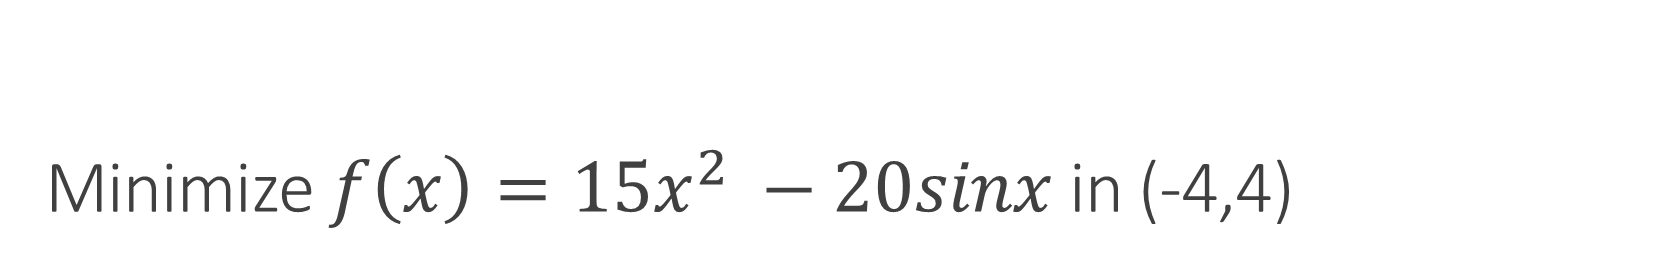 Minimize f(x) = 15x² − 20sinx in (-4,4)